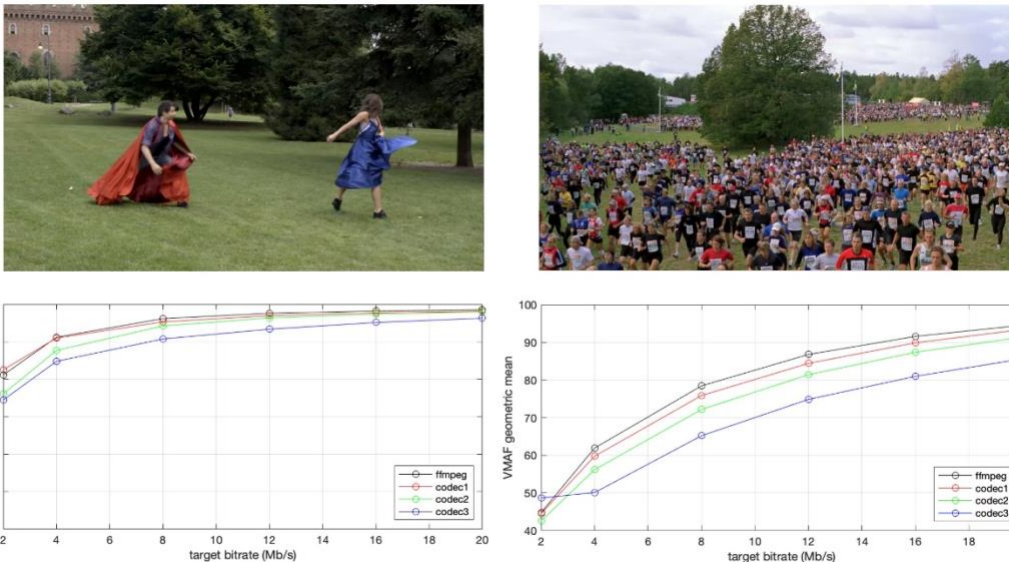 ffmpeg
codec1
codec2
codec3
2 4 6 8 10 12 14 16 18 20
target bitrate (Mb/s)
VMAF geometric mean
100
90
80
70
60
50
40
ffmpeg
codec1
codec2
codec3
2 4 6 8 10 12 14 16 18
target bitrate (Mb/s)